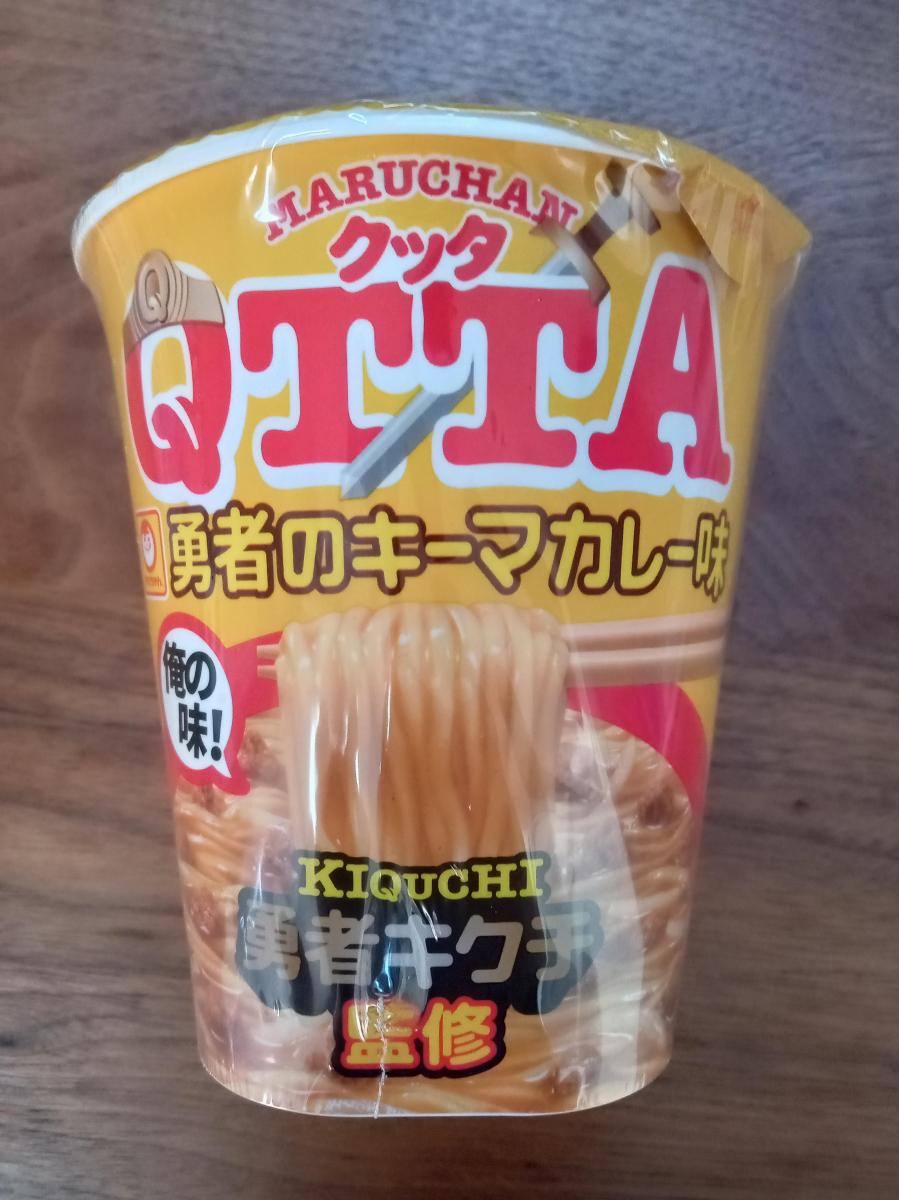 MARUCHAN
クッタ
QTTA
勇者のキーマカレー味
俺の
味!
KIQUCHI
勇者キクチ
監修